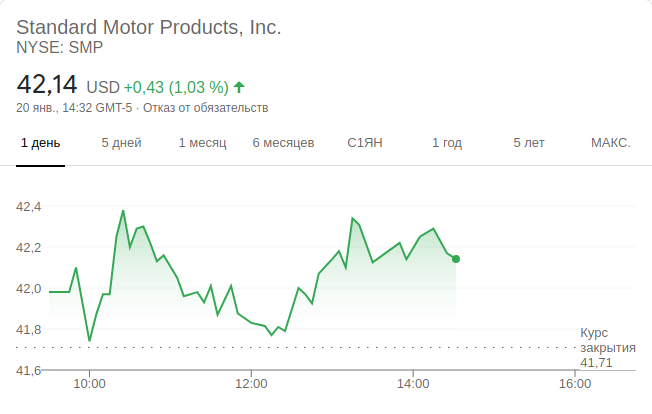 Standard Motor Products, Inc.
NYSE: SMP
42,14 USD +0,43 (1,03 %)
20 янв., 14:32 GMT-5 · Отказ от обязательств
1 день 5 дней 1 месяц 6 месяцев С1ЯН 1 год 5 лет МАКС.
42,4
42,2
42,0
41,8
41,6
Курс
закрытия
41,71
10:00 12:00 14:00 16:00